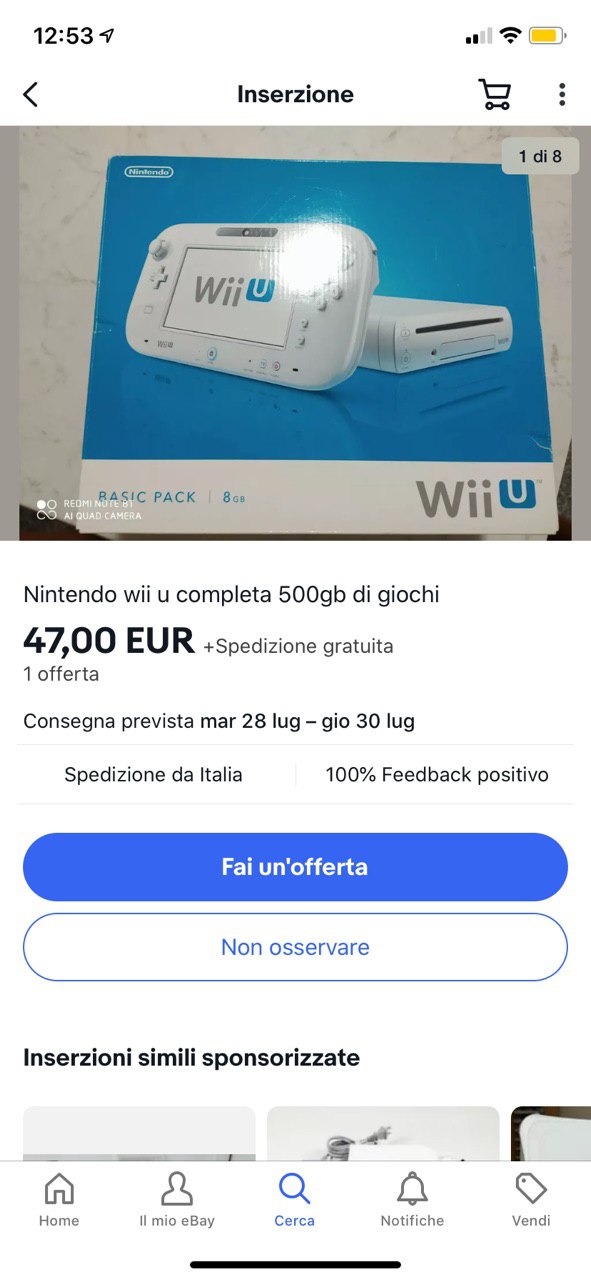 12:53
Inserzione
1 di 8
Nintendo
Wii U
Wii U
BASIC PACK | 8GB
Wii U™
REDMI NOTE 8T
AI QUAD CAMERA
Nintendo wii u completa 500gb di giochi
47,00 EUR +Spedizione gratuita
1 offerta
Consegna prevista mar 28 lug – gio 30 lug
Spedizione da Italia
100% Feedback positivo
Fai un'offerta
Non osservare
Inserzioni simili sponsorizzate
Home
Il mio eBay
Cerca
Notifiche
Vendi